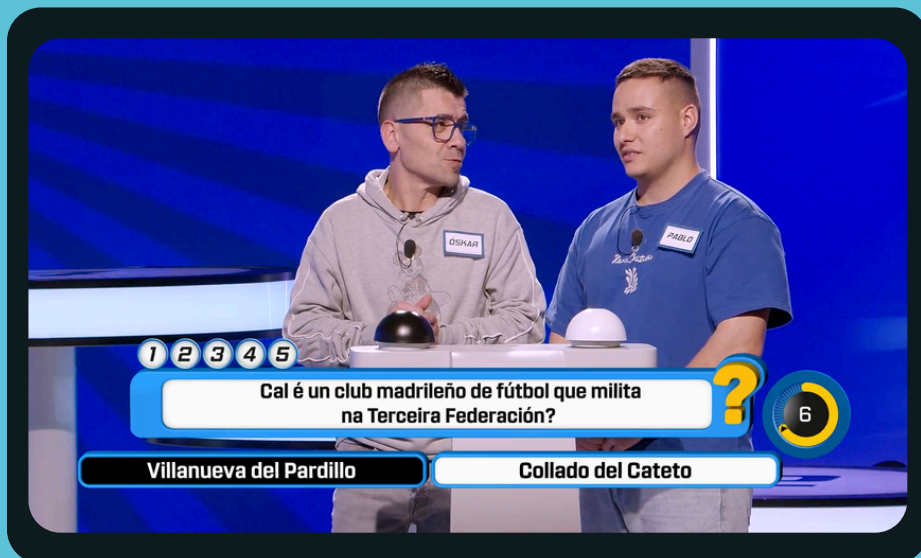 ÓSKAR
PABLO
1 2 3 4 5
Cal é un club madrileño de fútbol que milita
na Terceira Federación?
?
6
Villanueva del Pardillo
Collado del Cateto